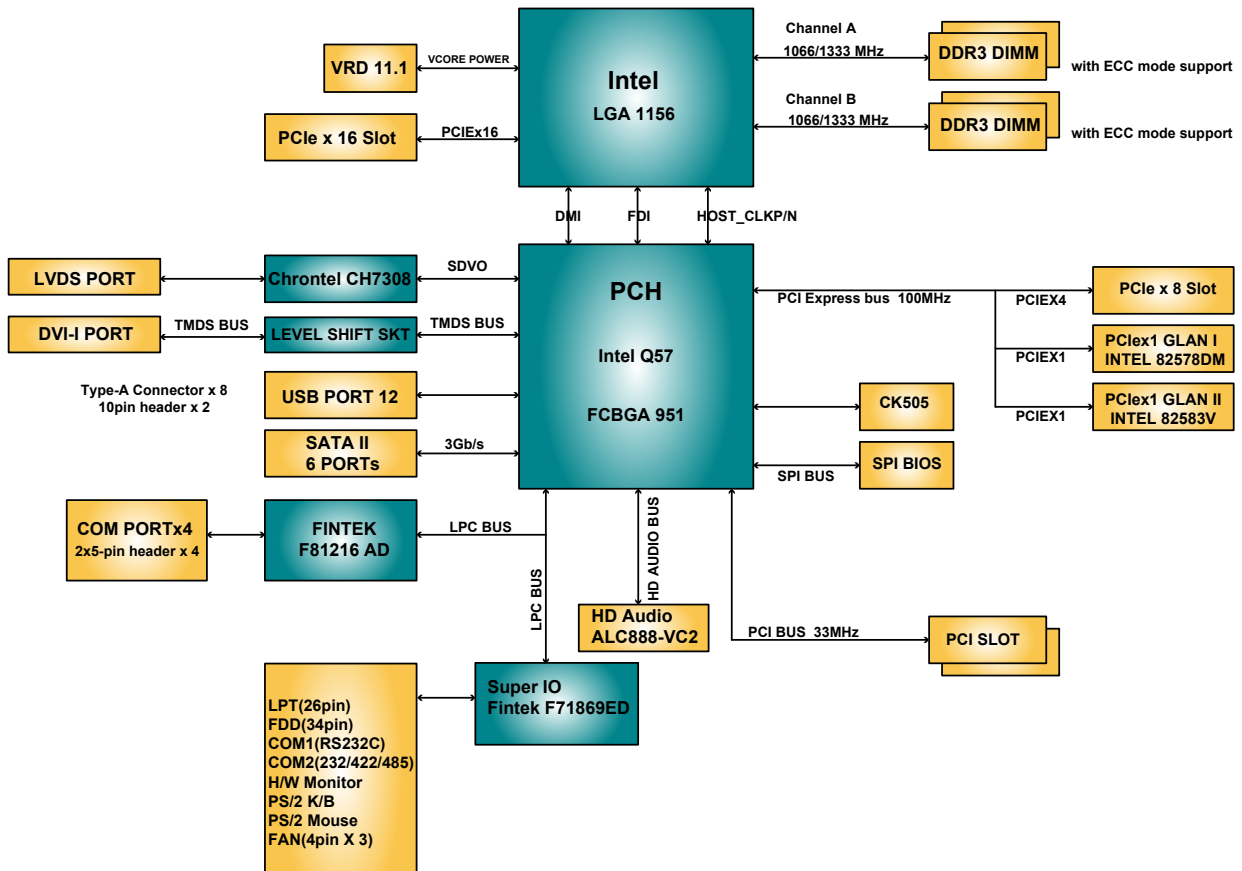 VRD 11.1
VCORE POWER
PCIe x 16 Slot
PCIEx16
Intel
LGA 1156
Channel A
1066/1333 MHz
DDR3 DIMM
with ECC mode support
Channel B
1066/1333 MHz
DDR3 DIMM
with ECC mode support
DMI
FDI
HOST_CLKP/N
LVDS PORT
Chrontel CH7308
SDVO
DVI-I PORT
TMDS BUS
LEVEL SHIFT SKT
TMDS BUS
Type-A Connector x 8
10pin header x 2
USB PORT 12
SATA II
6 PORTs
3Gb/s
PCH
Intel Q57
FCBGA 951
PCI Express bus 100MHz
PCIEX4
PCIe x 8 Slot
PCIEX1
PCIex1 GLAN I
INTEL 82578DM
PCIEX1
PCIex1 GLAN II
INTEL 82583V
CK505
SPI BUS
SPI BIOS
COM PORTx4
2x5-pin header x 4
FINTEK
F81216 AD
LPC BUS
LPC BUS
HD AUDIO BUS
HD Audio
ALC888-VC2
PCI BUS 33MHz
PCI SLOT
Super IO
Fintek F71869ED
LPT(26pin)
FDD(34pin)
COM1(RS232C)
COM2(232/422/485)
H/W Monitor
PS/2 K/B
PS/2 Mouse
FAN(4pin X 3)